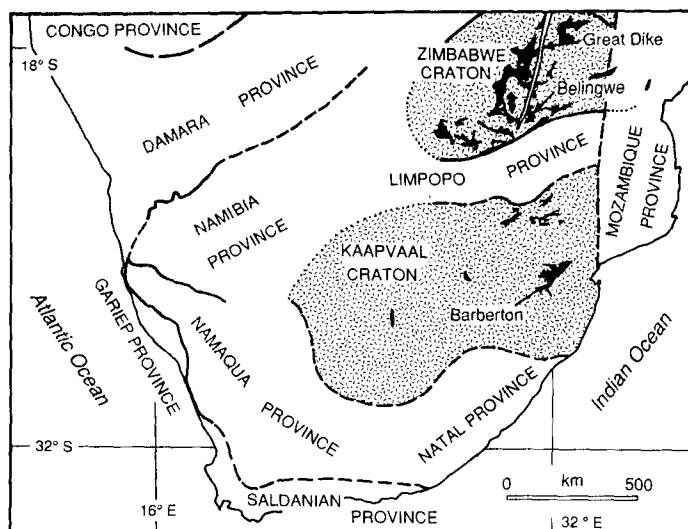 CONGO PROVINCE
18° S
ZIMBABWE
CRATON
Great Dike
Belingwe
DAMARA PROVINCE
LIMPOPO PROVINCE
MOZAMBIQUE
PROVINCE
NAMIBIA
PROVINCE
KAAPVAAL
CRATON
Barberton
Atlantic Ocean
GARIEP PROVINCE
NAMAQUA
PROVINCE
NATAL PROVINCE
Indian Ocean
32° S
0 km 500
16° E
SALDANIAN
PROVINCE
32° E